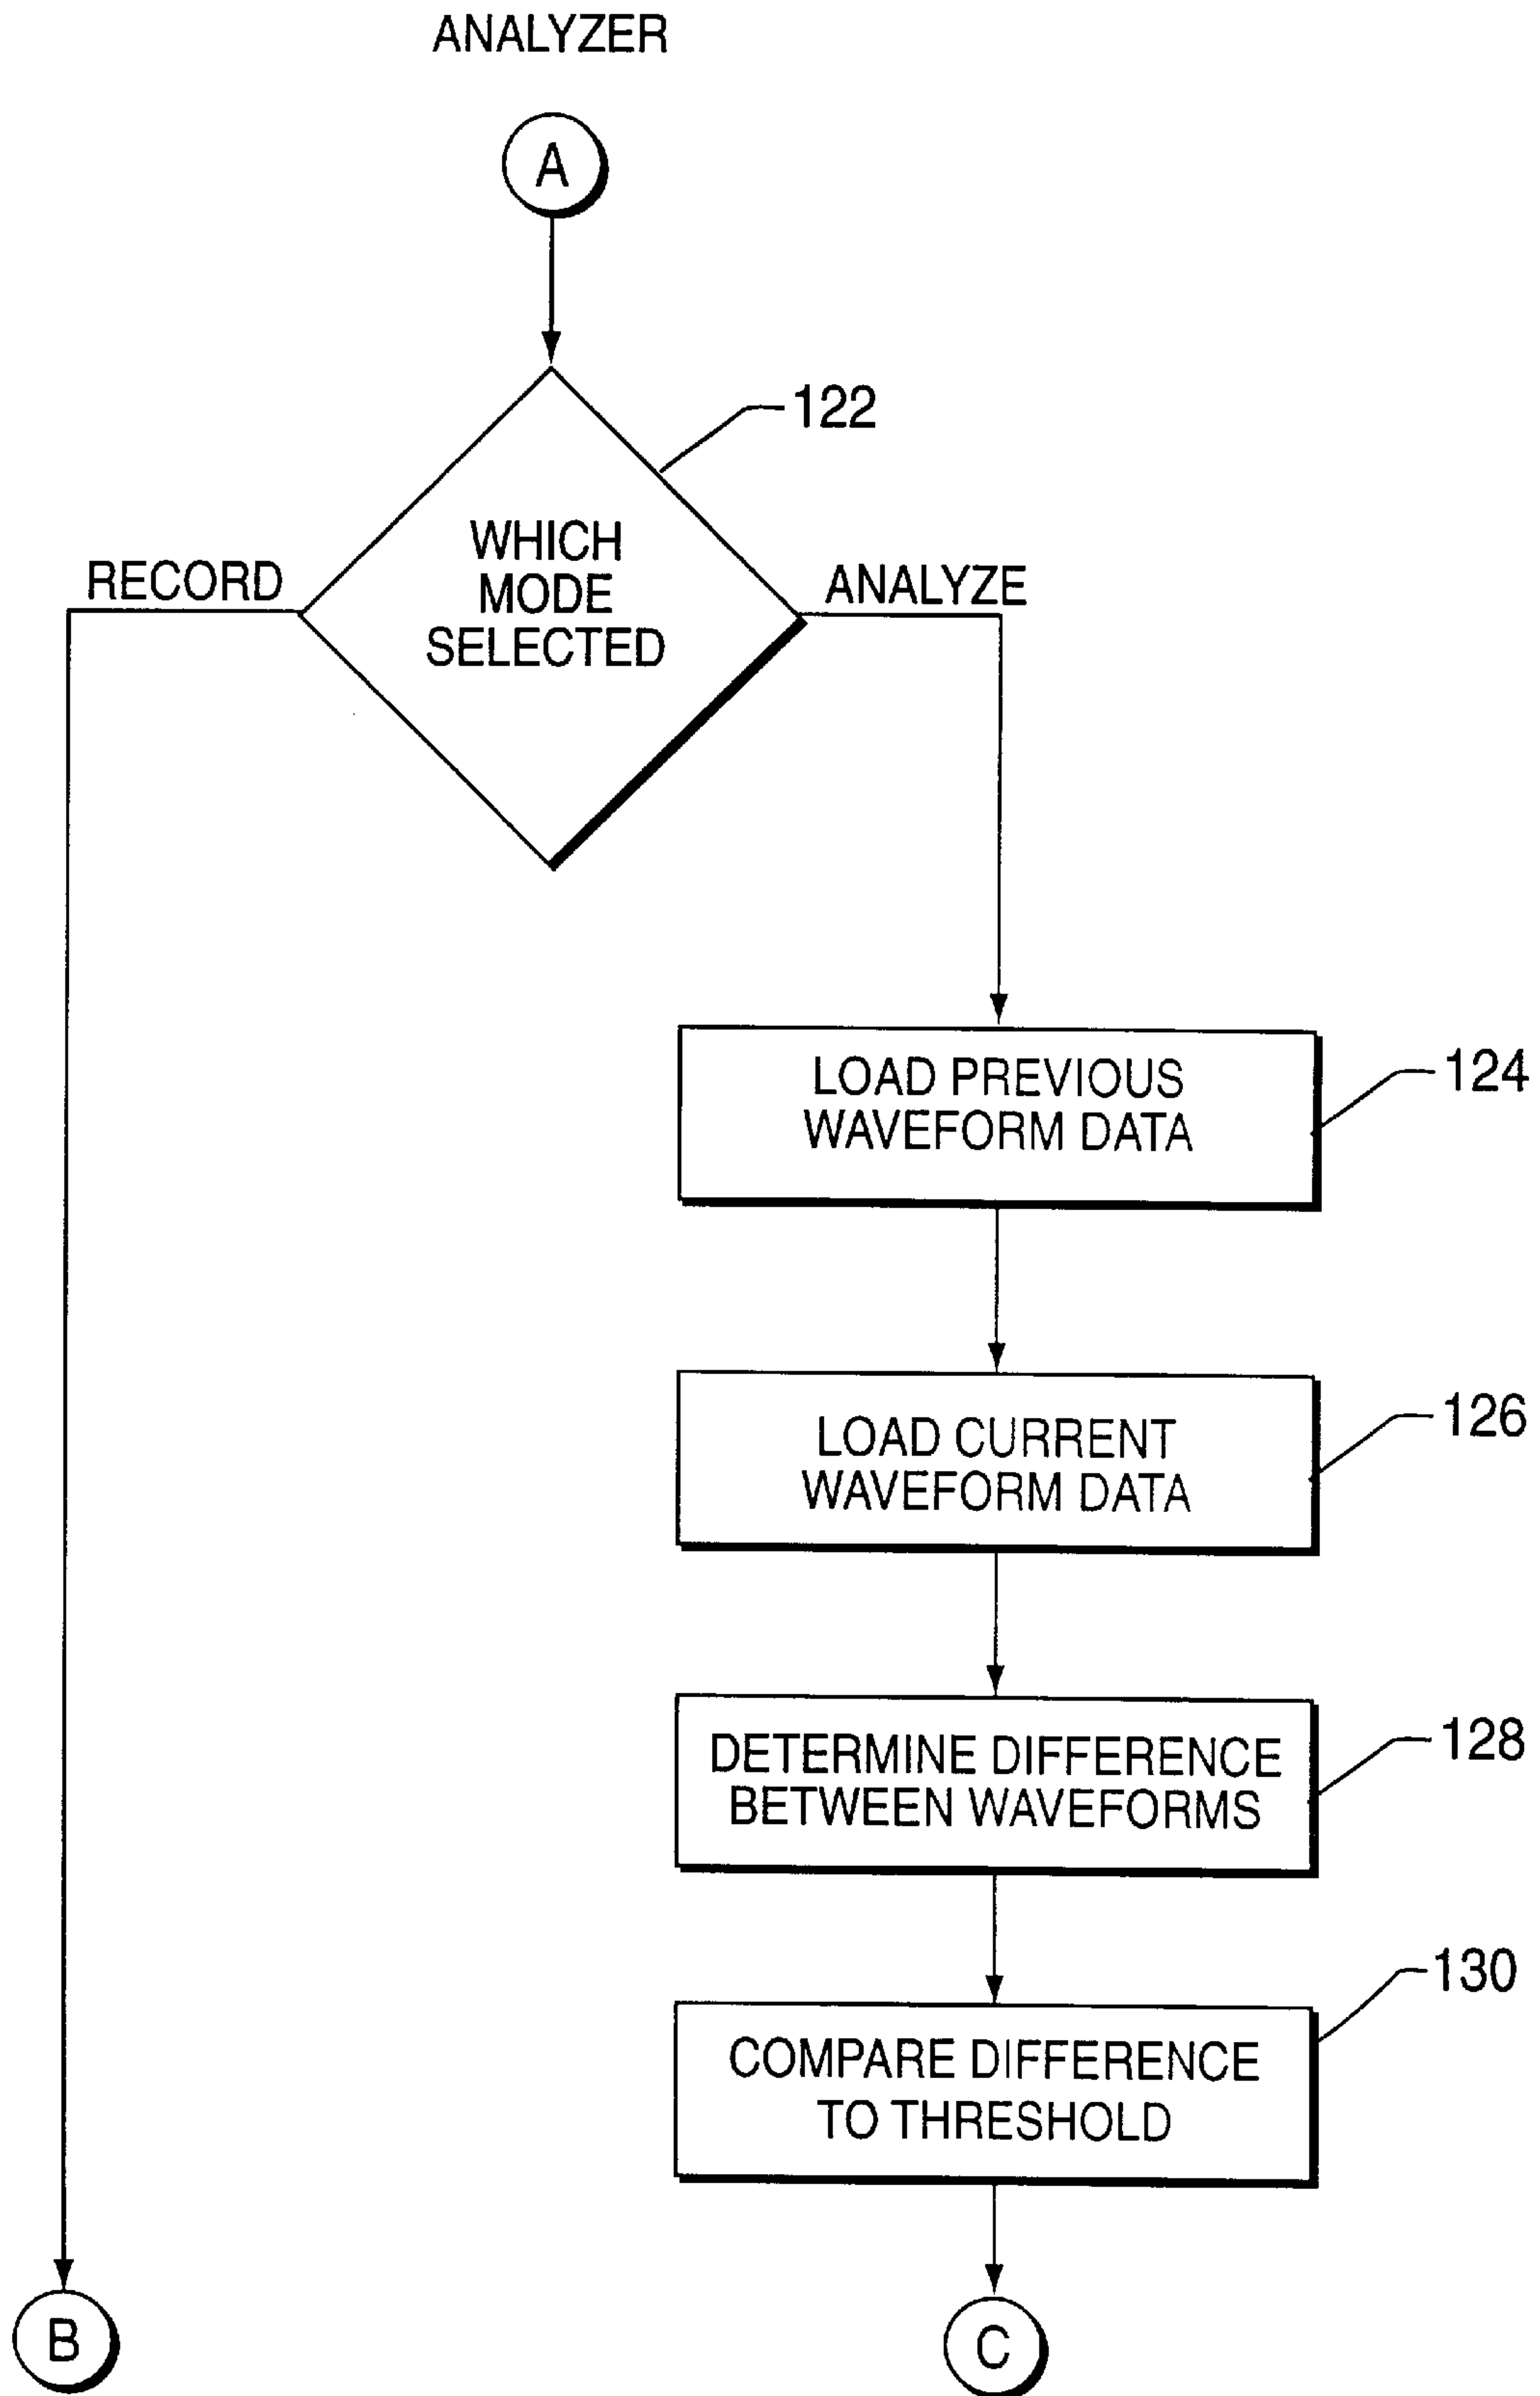 ANALYZER
A
122
WHICH
MODE
SELECTED
RECORD
ANALYZE
LOAD PREVIOUS
WAVEFORM DATA
124
LOAD CURRENT
WAVEFORM DATA
126
DETERMINE DIFFERENCE
BETWEEN WAVEFORMS
128
COMPARE DIFFERENCE
TO THRESHOLD
130
B
C